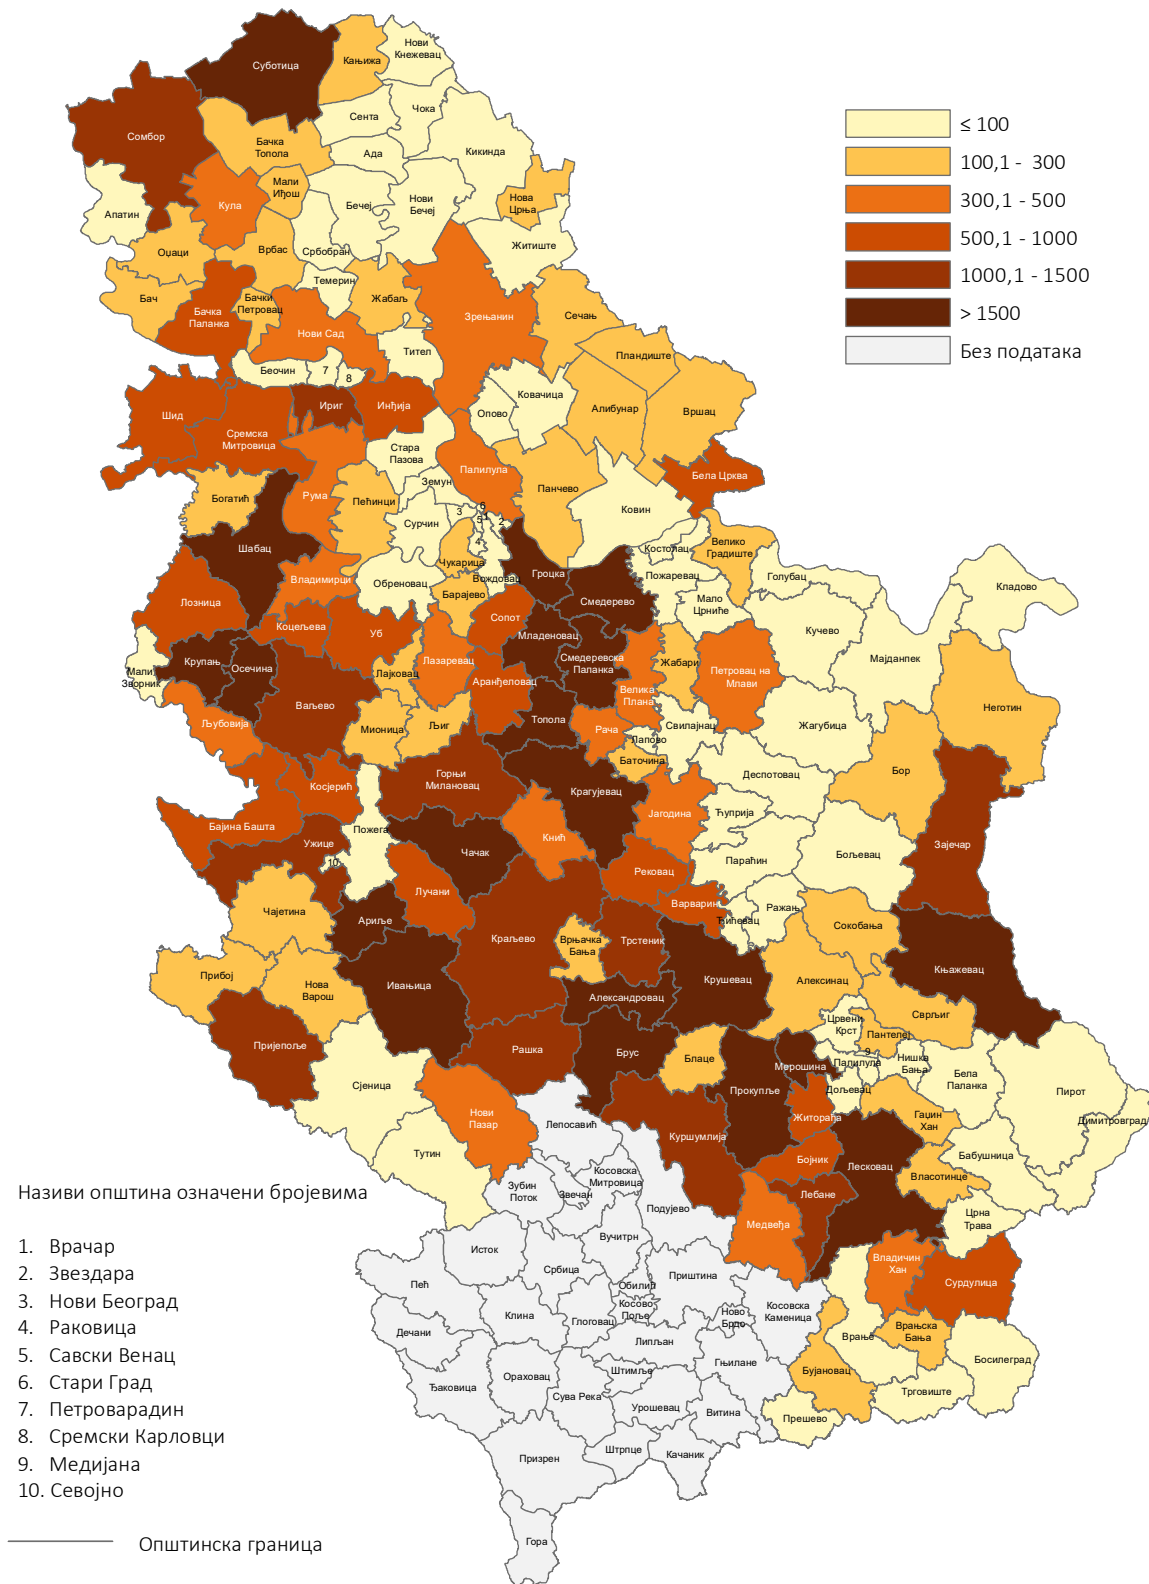 Нови
Кнежевац
Суботица
Кањижа
Чока
Сента
Сомбор
Бачка
Топола
Ада
Кикинда
Мали
Иђош
Нова
Црња
Апатин
Кула
Бечеј
Нови
Бечеј
Оџаци
Врбас
Србобран
Житиште
Темерин
Бач
Бачка
Паланка
Бачки
Петровац
Жабаљ
Зрењанин
Сечањ
Нови Сад
Тител
Пландиште
Беочин
7
8
Шид
Сремска
Митровица
Ириг
Инђија
Опово
Ковачица
Алибунар
Вршац
Стара
Пазова
Палилула
Бела Црква
Богатић
Рума
Пећинци
Земун
Панчево
Ковин
Сурчин
3
6
1
5
2
4
Шабац
Владимирци
Обреновац
Чукарица
Вождовац
Гроцка
Костолац
Пожаревац
Велико
Градиште
Голубац
Кладово
Лозница
Коцељева
Уб
Барајево
Сопот
Смедерево
Мало
Црниће
Кучево
Мајданпек
Мали
Зворник
Крупањ
Осечина
Ваљево
Лајковац
Лазаревац
Младеновац
Аранђеловац
Смедеревска
Паланка
Велика
Плана
Жабари
Петровац на
Млави
Љубовија
Мионица
Љиг
Топола
Рача
Лапово
Баточина
Свилајнац
Жагубица
Неготин
Косјерић
Горњи
Милановац
Крагујевац
Деспотовац
Бор
Бајина Башта
Ужице
Пожега
10
Чачак
Кнић
Јагодина
Ћуприја
Параћин
Бољевац
Зајечар
Чајетина
Ариље
Лучани
Рековац
Варварин
Ћићевац
Ражањ
Сокобања
Прибој
Нова
Варош
Ивањица
Краљево
Врњачка
Бања
Трстеник
Крушевац
Алексинац
Књажевац
Пријепоље
Сјеница
Рашка
Александровац
Брус
Блаце
Прокупље
Мерошина
Црвени
Крст
Пантелеј
Сврљиг
9
Палилула
Нишка
Бања
Бела
Паланка
Пирот
Димитровград
Тутин
Нови
Пазар
Лепосавић
Куршумлија
Житорађа
Дољевац
Гаџин
Хан
Бабушница
Зубин
Поток
Звечан
Косовска
Митровица
Подујево
Бојник
Лебане
Лесковац
Власотинце
Црна
Трава
Медвеђа
Исток
Србица
Вучитрн
Владичин
Хан
Сурдулица
Пећ
Клина
Обилић
Косово
Поље
Приштина
Ново
Брдо
Косовска
Каменица
Дечани
Глоговац
Липљан
Врање
Врањска
Бања
Босилеград
Ђаковица
Ораховац
Сува Река
Штимље
Гњилане
Бујановац
Трговиште
Урошевац
Витина
Прешево
Призрен
Штрпце
Качаник
Гора
≤ 100
100,1 - 300
300,1 - 500
500,1 - 1000
1000,1 - 1500
> 1500
Без података
Називи општина означени бројевима
1. Врачар
2. Звездара
3. Нови Београд
4. Раковица
5. Савски Венац
6. Стари Град
7. Петроварадин
8. Сремски Карловци
9. Медијана
10. Севојно
Општинска граница